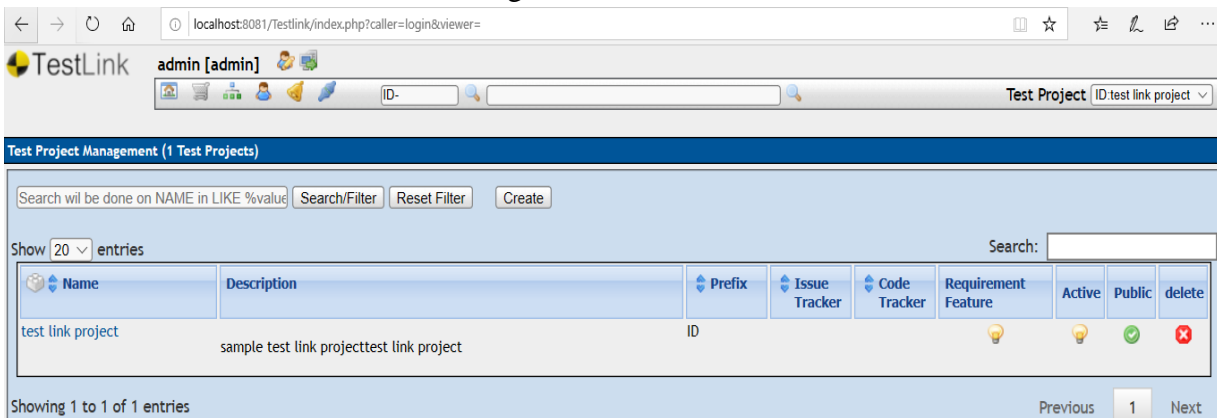 localhost:8081/Testlink/index.php?caller=login&viewer=
TestLink admin [admin]
ID- Test Project ID:test link project
Test Project Management (1 Test Projects)
Search wil be done on NAME in LIKE %value Search/Filter Reset Filter Create
Show 20 entries Search:
Name Description Prefix Issue Tracker Code Tracker Requirement Feature Active Public delete
test link project sample test link projecttest link project ID
Showing 1 to 1 of 1 entries Previous 1 Next